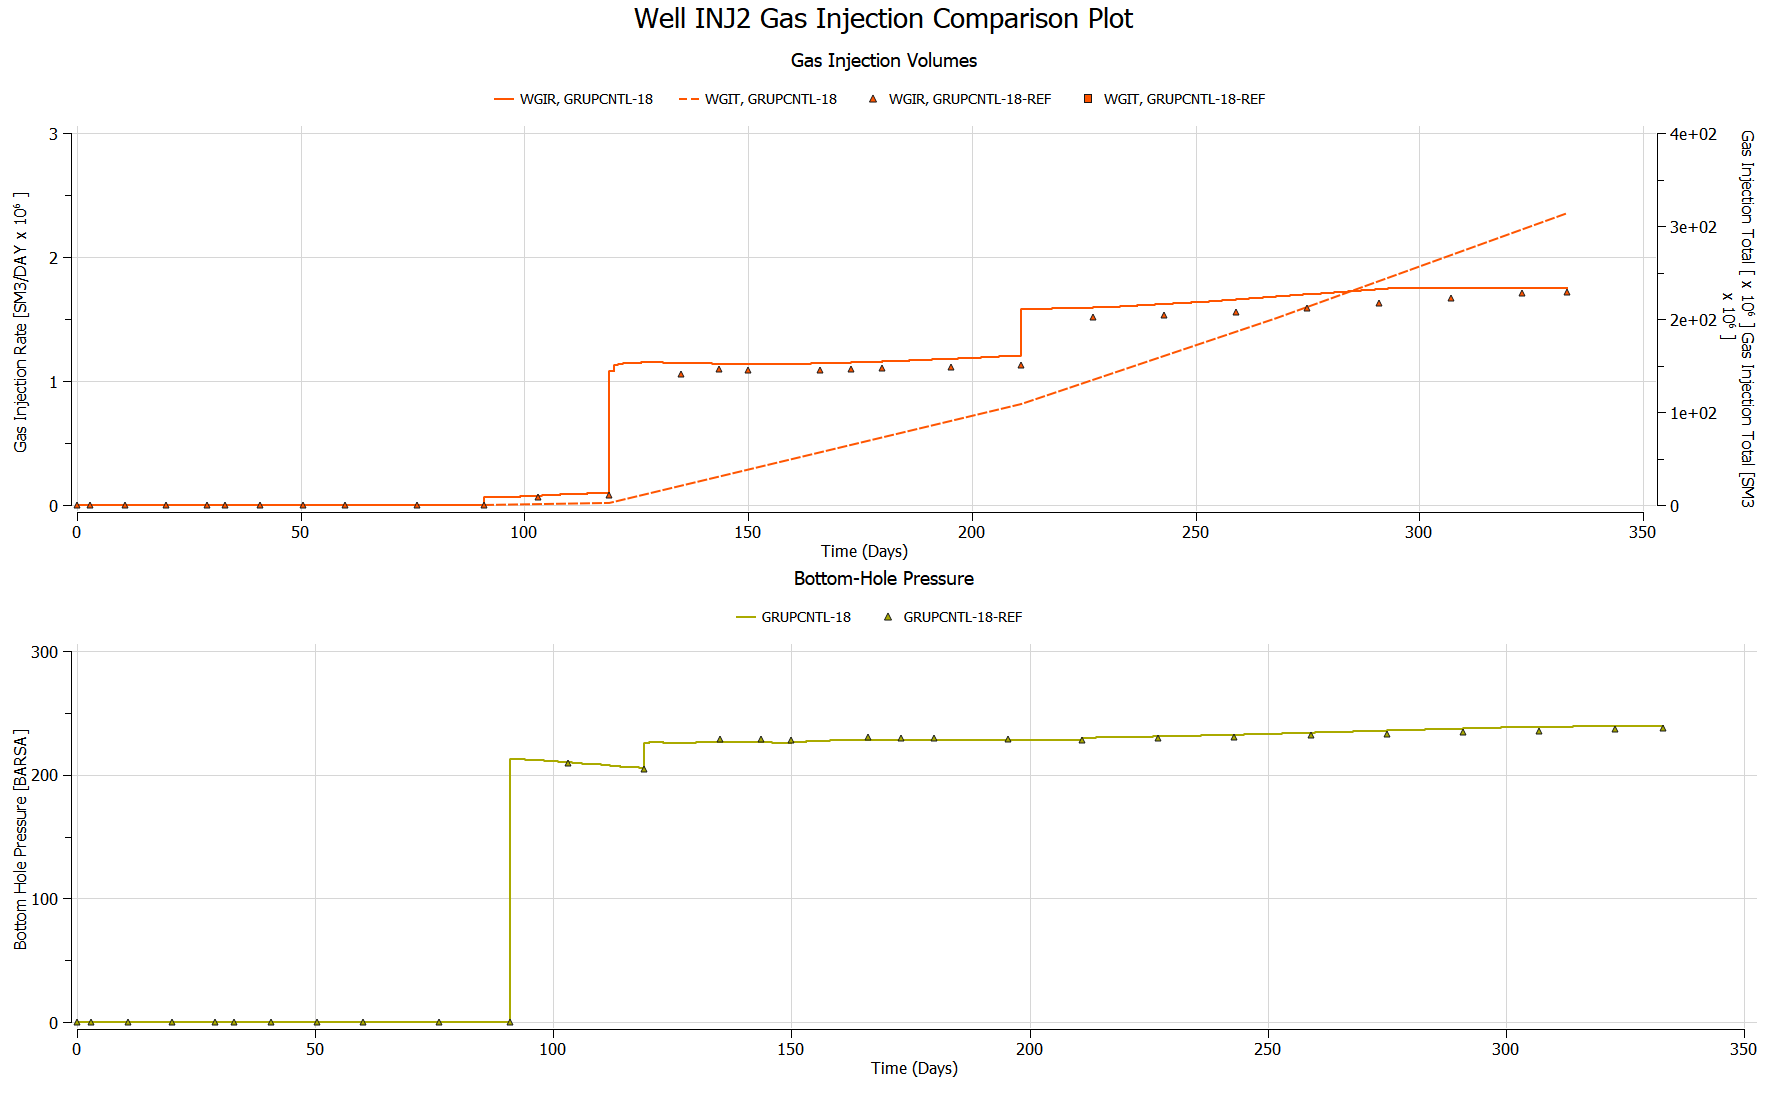 Well INJ2 Gas Injection Comparison Plot
Gas Injection Volumes
WGIR, GRUPCNTL-18
WGIT, GRUPCNTL-18
WGIR, GRUPCNTL-18-REF
WGIT, GRUPCNTL-18-REF
Gas Injection Rate [SM3/DAY x 10⁶ ]
3
2
1
0
4e+02
3e+02
2e+02
1e+02
0
Gas Injection Total [ x 10⁶ ] Gas Injection Total [SM3
x 10⁶ ]
0 50 100 150 200 250 300 350
Time (Days)
Bottom-Hole Pressure
GRUPCNTL-18
GRUPCNTL-18-REF
Bottom Hole Pressure [BARSA]
300
200
100
0
0 50 100 150 200 250 300 350
Time (Days)